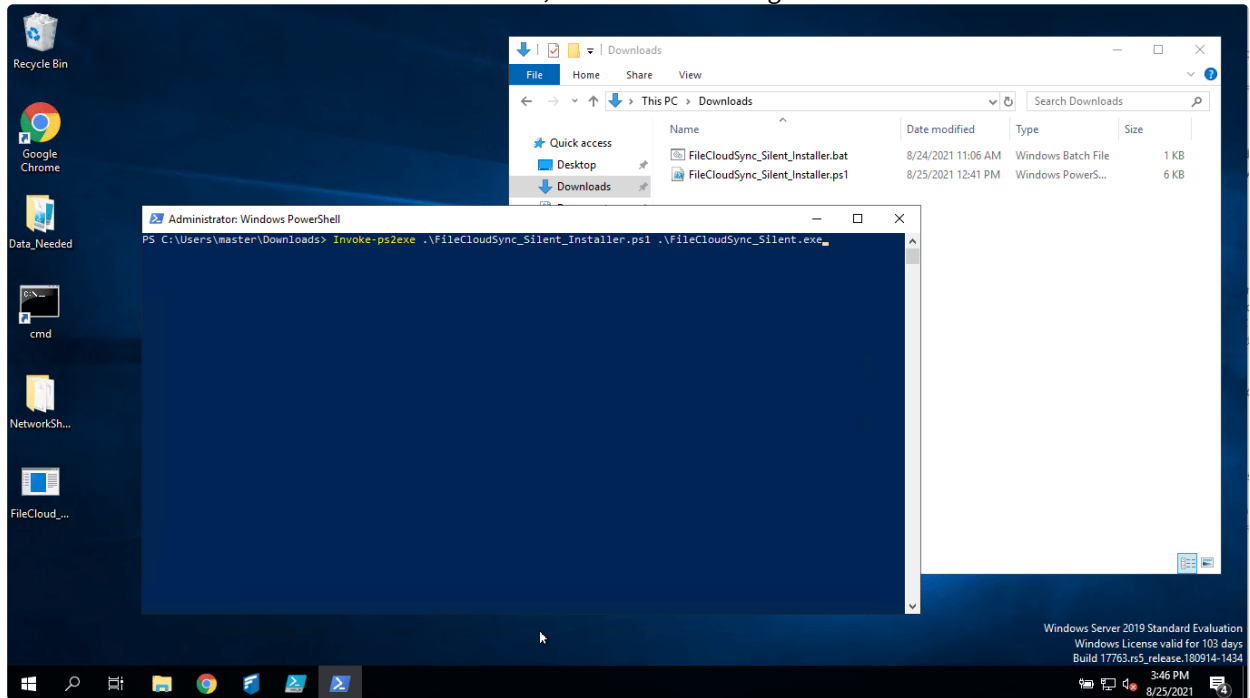 Recycle Bin
Google
Chrome
Data_Needed
cmd
NetworkSh...
FileCloud_...
Downloads
File Home Share View
This PC > Downloads
Search Downloads
Name Date modified Type Size
Quick access
Desktop
Downloads
FileCloudSync_Silent_Installer.bat 8/24/2021 11:06 AM Windows Batch File 1 KB
FileCloudSync_Silent_Installer.ps1 8/25/2021 12:41 PM Windows PowerS... 6 KB
Administrator: Windows PowerShell
PS C:\Users\master\Downloads> Invoke-ps2exe .\FileCloudSync_Silent_Installer.ps1 .\FileCloudSync_Silent.exe
Windows Server 2019 Standard Evaluation
Windows License valid for 103 days
Build 17763.rs5_release.180914-1434
3:46 PM
8/25/2021
4